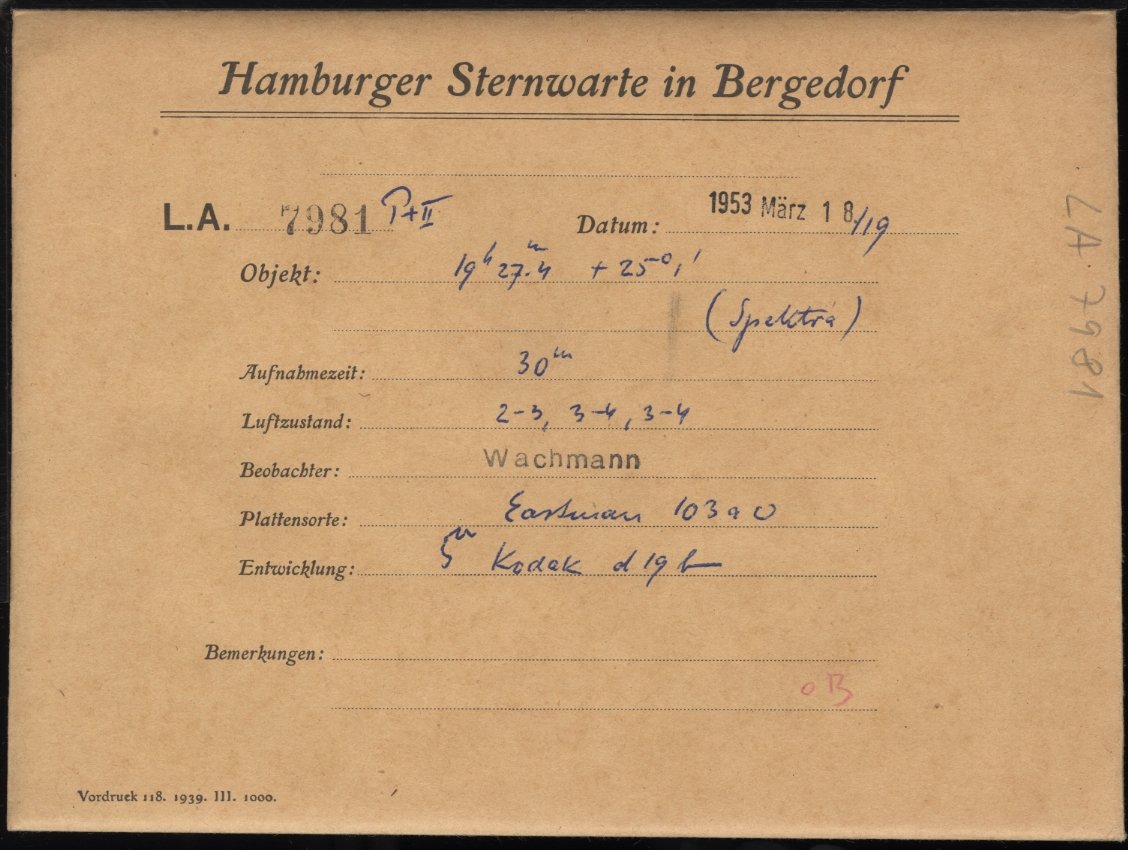 Hamburger Sternwarte in Bergedorf
L.A. 7981 I+II Datum: 1953 März 18/19
Objekt: 19h 27.4m + 25° 1'
(Spektra)
Aufnahmezeit: 30m
Luftzustand: 2-3, 3-4, 3-4
Beobachter: Wachmann
Plattensorte: Eastman 103a O
Entwicklung: 5m Kodak d 19 b
Bemerkungen:
oB
Vordruck 118. 1939. III. 1000.
LA 7981